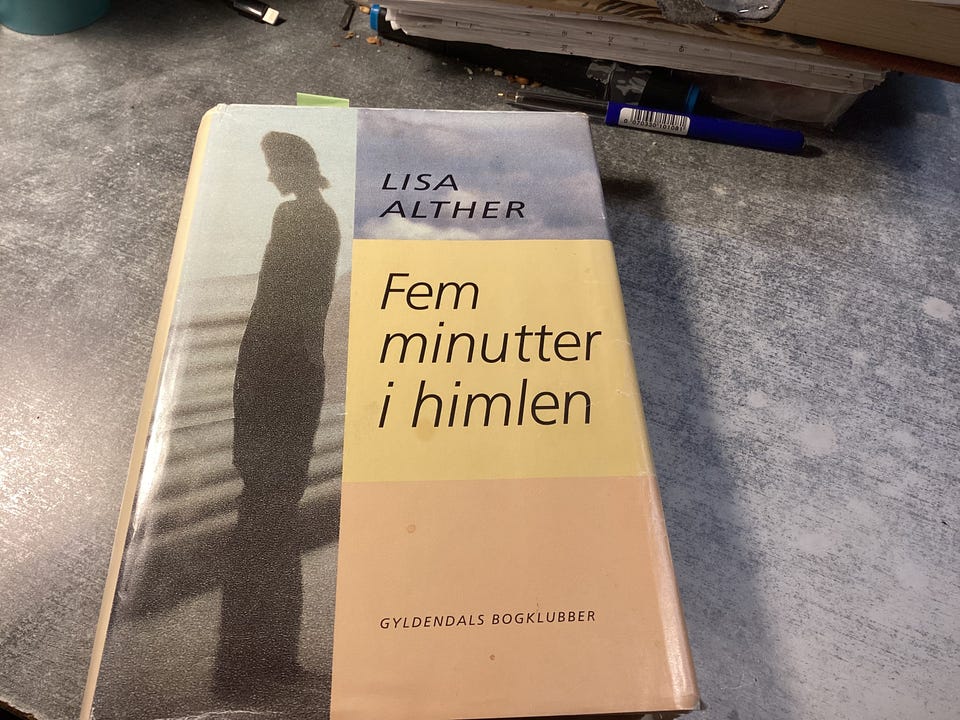 LISA
ALTHER
Fem
minutter
i himlen
GYLDENDALS BOGKLUBBER